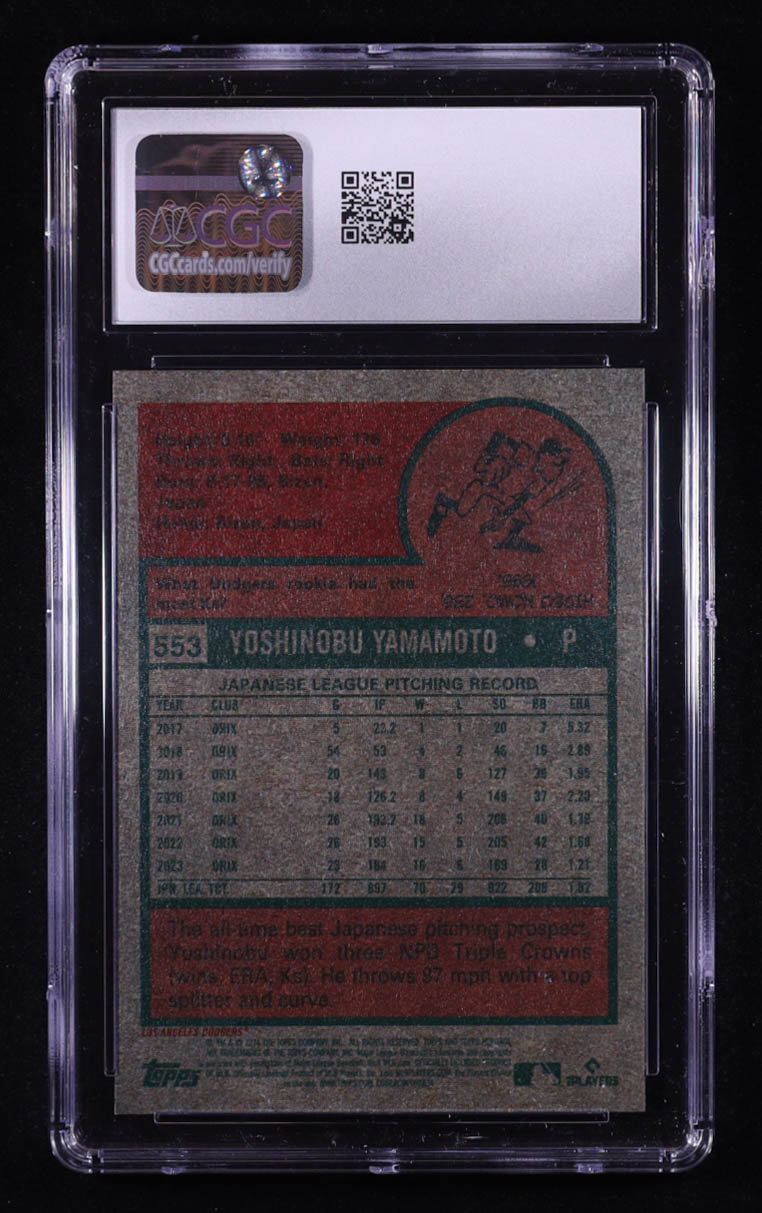 CGC
CGCcards.com/verify
Height: 5'10" Weight: 176
Throws: Right, Bats: Right
Born: 8-17-98, Bizen,
Japan
Home: Bizen, Japan
What Dodgers rookie had the
most Ks?
HIDEO NOMO, 236,
1995.
553 YOSHINOBU YAMAMOTO • P
JAPANESE LEAGUE PITCHING RECORD
YEAR CLUB G IP W L SO BB ERA
2017 ORIX 5 23.2 1 1 20 7 5.32
2018 ORIX 54 53 4 2 46 16 2.89
2019 ORIX 20 143 8 6 127 36 1.95
2020 ORIX 18 126.2 8 4 149 37 2.20
2021 ORIX 26 193.2 18 5 206 40 1.39
2022 ORIX 26 193 15 5 205 42 1.68
2023 ORIX 23 164 16 6 169 28 1.21
JPN. LEA. TOT. 172 897 70 29 922 206 1.82
The all-time best Japanese pitching prospect,
Yoshinobu won three NPB Triple Crowns
(wins, ERA, Ks). He throws 97 mph with a top
splitter and curve.
LOS ANGELES DODGERS®
TOPPS
PLAYERS